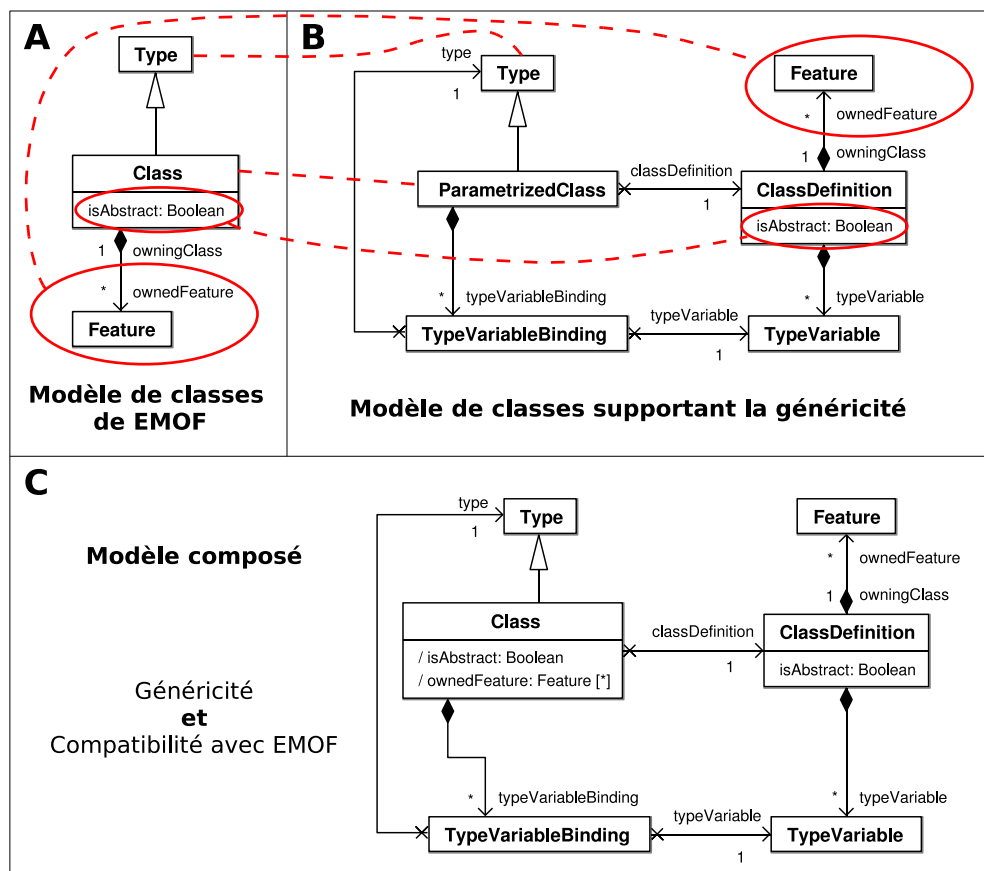 A
Type
Class
isAbstract: Boolean
1
owningClass
*
ownedFeature
Feature
Modèle de classes
de EMOF
B
type
1
Type
Feature
*
ownedFeature
1
owningClass
ParametrizedClass
classDefinition
1
ClassDefinition
isAbstract: Boolean
*
typeVariableBinding
*
typeVariable
TypeVariableBinding
typeVariable
1
TypeVariable
Modèle de classes supportant la généricité
C
Modèle composé
Généricité
et
Compatibilité avec EMOF
type
1
Type
Feature
*
ownedFeature
1
owningClass
Class
/ isAbstract: Boolean
/ ownedFeature: Feature [*]
classDefinition
1
ClassDefinition
isAbstract: Boolean
*
typeVariableBinding
*
typeVariable
TypeVariableBinding
typeVariable
1
TypeVariable